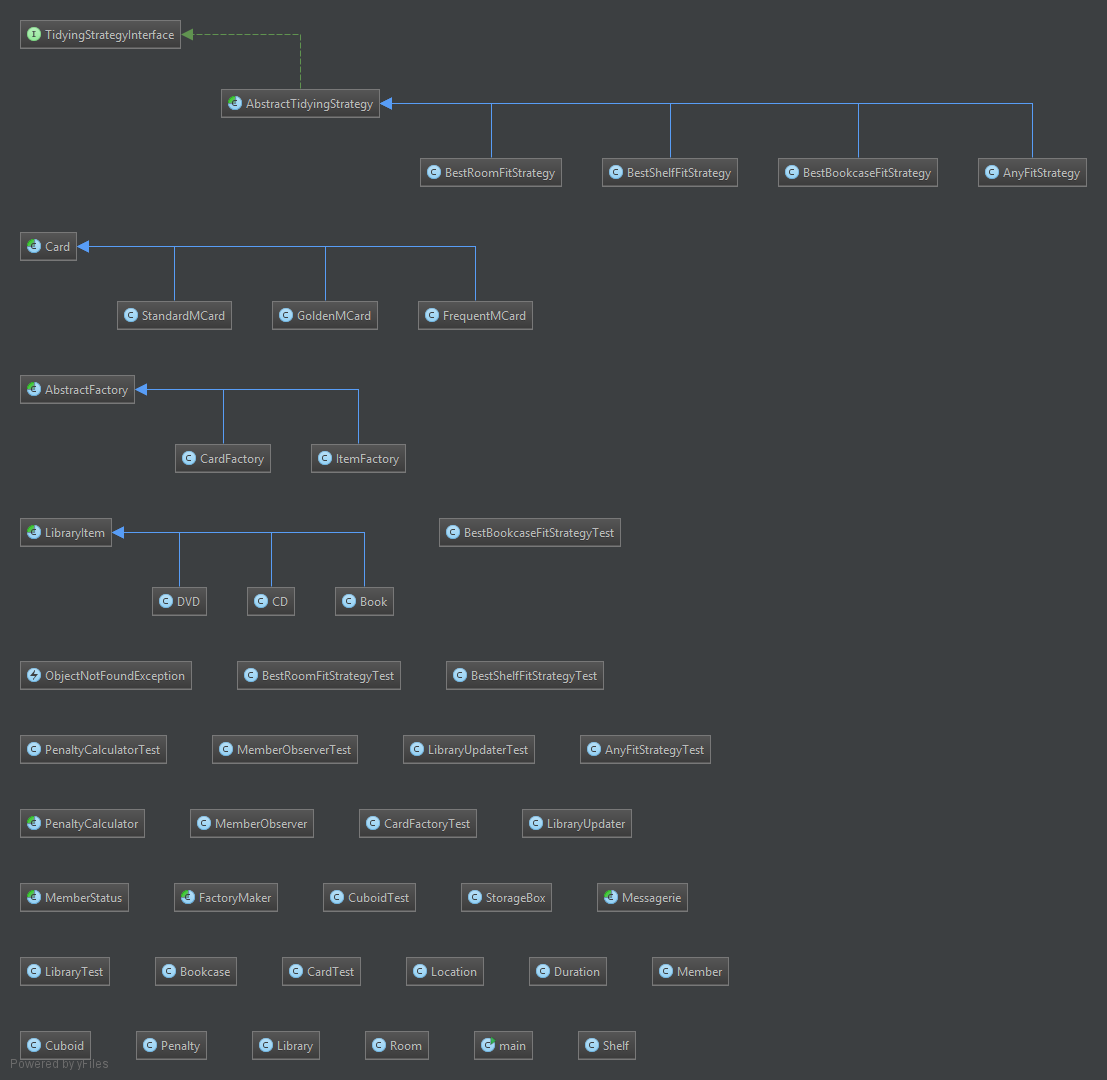 TidyingStrategyInterface
AbstractTidyingStrategy
BestRoomFitStrategy BestShelfFitStrategy BestBookcaseFitStrategy AnyFitStrategy
Card
StandardMCard GoldenMCard FrequentMCard
AbstractFactory
CardFactory ItemFactory
LibraryItem BestBookcaseFitStrategyTest
DVD CD Book
ObjectNotFoundException BestRoomFitStrategyTest BestShelfFitStrategyTest
PenaltyCalculatorTest MemberObserverTest LibraryUpdaterTest AnyFitStrategyTest
PenaltyCalculator MemberObserver CardFactoryTest LibraryUpdater
MemberStatus FactoryMaker CuboidTest StorageBox Messagerie
LibraryTest Bookcase CardTest Location Duration Member
Cuboid Penalty Library Room main Shelf
Powered by yFiles